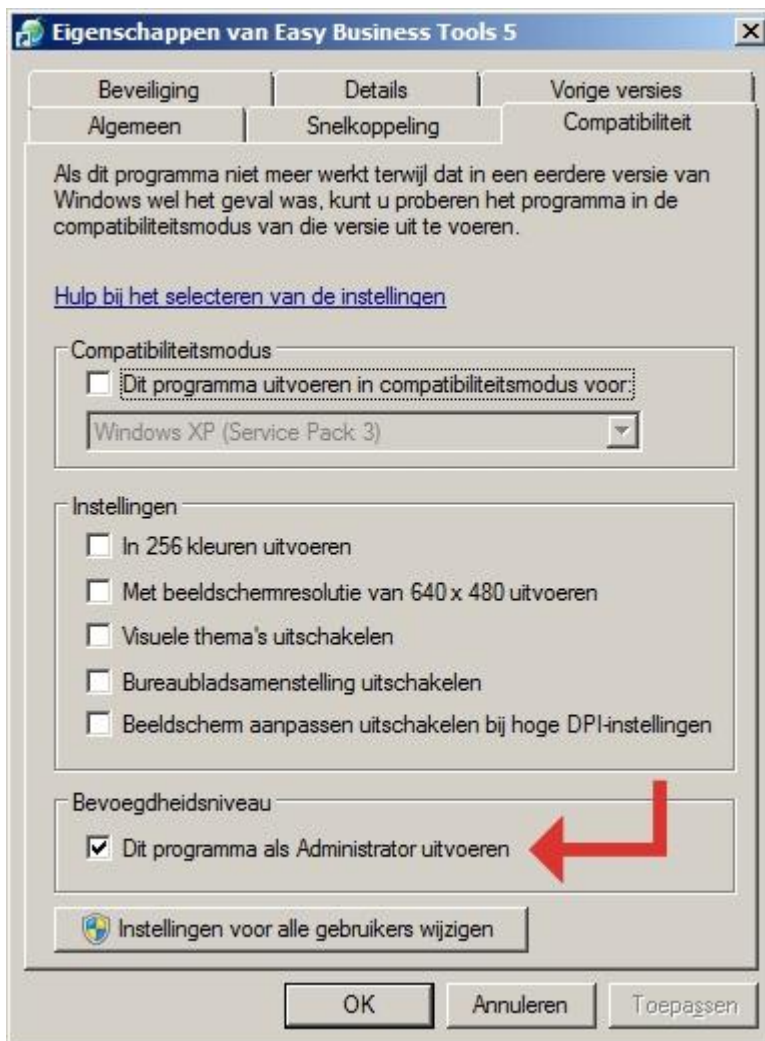 Eigenschappen van Easy Business Tools 5
Beveiliging Details Vorige versies
Algemeen Snelkoppeling Compatibiliteit
Als dit programma niet meer werkt terwijl dat in een eerdere versie van
Windows wel het geval was, kunt u proberen het programma in de
compatibiliteitsmodus van die versie uit te voeren.
Hulp bij het selecteren van de instellingen
Compatibiliteitsmodus
Dit programma uitvoeren in compatibiliteitsmodus voor:
Windows XP (Service Pack 3)
Instellingen
In 256 kleuren uitvoeren
Met beeldschermresolutie van 640 x 480 uitvoeren
Visuele thema's uitschakelen
Bureaubladsamenstelling uitschakelen
Beeldscherm aanpassen uitschakelen bij hoge DPI-instellingen
Bevoegdheidsniveau
Dit programma als Administrator uitvoeren
Instellingen voor alle gebruikers wijzigen
OK Annuleren Toepassen